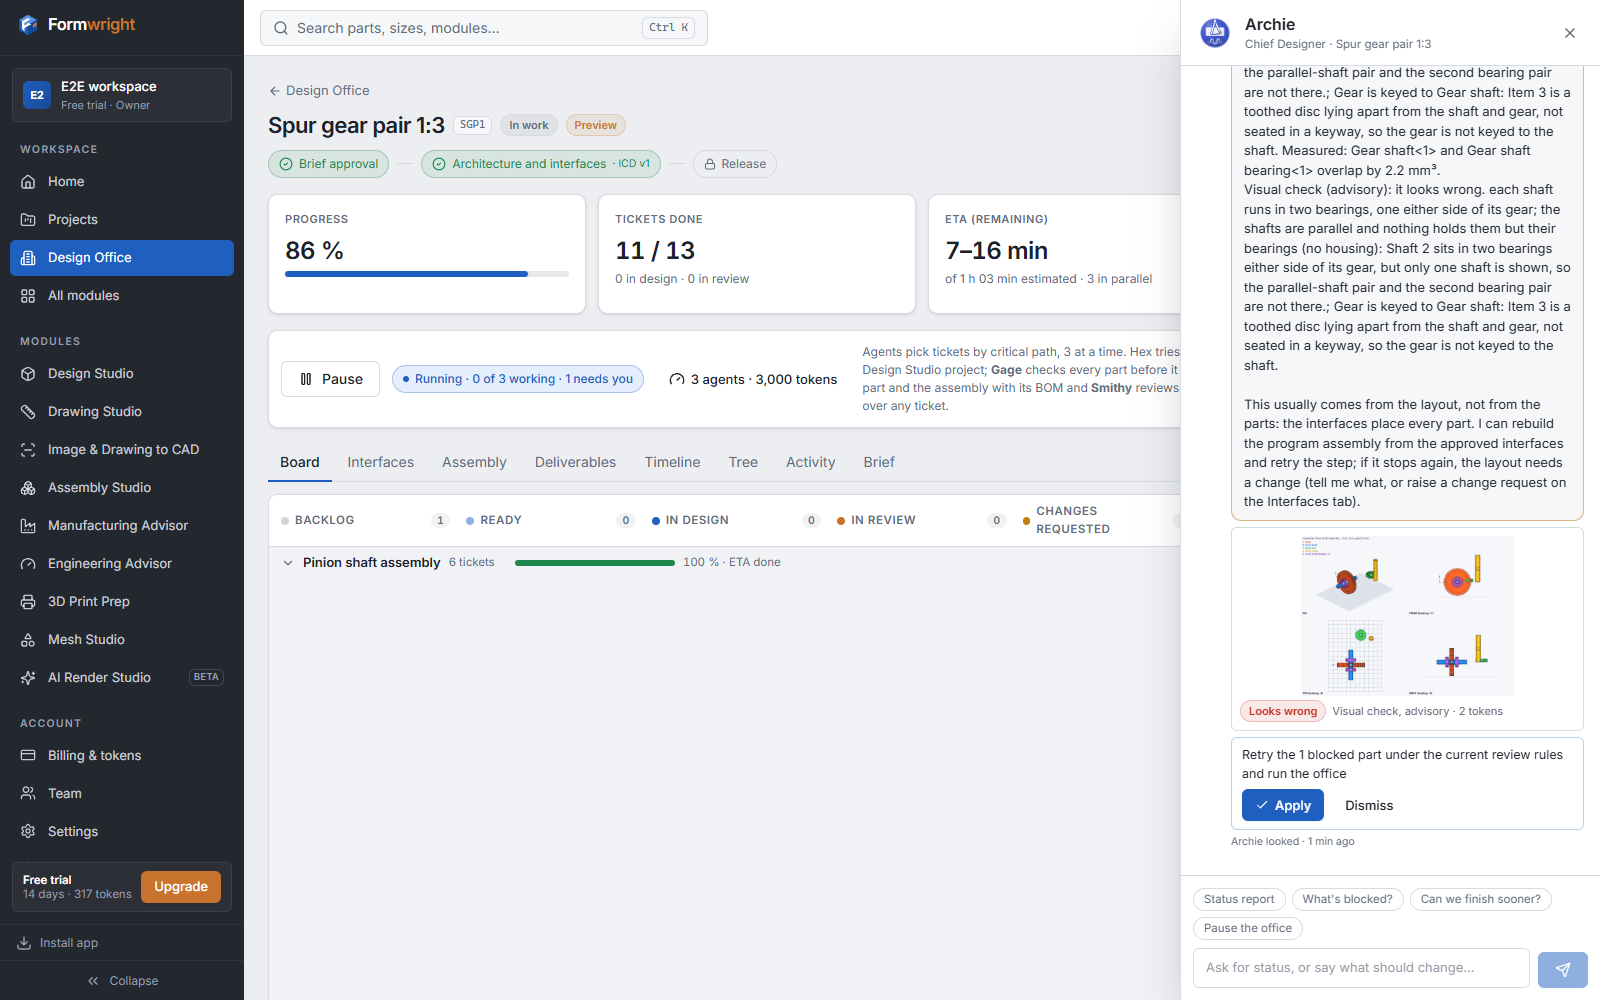 Formwright
E2
E2E workspace
Free trial · Owner
WORKSPACE
Home
Projects
Design Office
All modules
MODULES
Design Studio
Drawing Studio
Image & Drawing to CAD
Assembly Studio
Manufacturing Advisor
Engineering Advisor
3D Print Prep
Mesh Studio
AI Render Studio BETA
ACCOUNT
Billing & tokens
Team
Settings
Free trial
14 days · 317 tokens
Upgrade
Install app
Collapse
Search parts, sizes, modules...
Ctrl K
Design Office
Spur gear pair 1:3 SGP1 In work Preview
Brief approval Architecture and interfaces · ICD v1 Release
PROGRESS
86 %
TICKETS DONE
11 / 13
0 in design · 0 in review
ETA (REMAINING)
7–16 min
of 1 h 03 min estimated · 3 in parallel
Pause
Running · 0 of 3 working · 1 needs you
3 agents · 3,000 tokens
Agents pick tickets by critical path, 3 at a time. Hex tries
Design Studio project; Gage checks every part before it
part and the assembly with its BOM and Smithy reviews
over any ticket.
Board Interfaces Assembly Deliverables Timeline Tree Activity Brief
BACKLOG 1 READY 0 IN DESIGN 0 IN REVIEW 0 CHANGES REQUESTED
Pinion shaft assembly 6 tickets 100 % · ETA done
Archie
Chief Designer · Spur gear pair 1:3
the parallel-shaft pair and the second bearing pair
are not there.; Gear is keyed to Gear shaft: Item 3 is a
toothed disc lying apart from the shaft and gear, not
seated in a keyway, so the gear is not keyed to the
shaft. Measured: Gear shaft<1> and Gear shaft
bearing<1> overlap by 2.2 mm³.
Visual check (advisory): it looks wrong. each shaft
runs in two bearings, one either side of its gear; the
shafts are parallel and nothing holds them but their
bearings (no housing): Shaft 2 sits in two bearings
either side of its gear, but only one shaft is shown, so
the parallel-shaft pair and the second bearing pair
are not there.; Gear is keyed to Gear shaft: Item 3 is a
toothed disc lying apart from the shaft and gear, not
seated in a keyway, so the gear is not keyed to the
shaft.
This usually comes from the layout, not from the
parts: the interfaces place every part. I can rebuild
the program assembly from the approved interfaces
and retry the step; if it stops again, the layout needs
a change (tell me what, or raise a change request on
the Interfaces tab).
Looks wrong Visual check, advisory · 2 tokens
Retry the 1 blocked part under the current review rules
and run the office
Apply Dismiss
Archie looked · 1 min ago
Status report What's blocked? Can we finish sooner?
Pause the office
Ask for status, or say what should change...